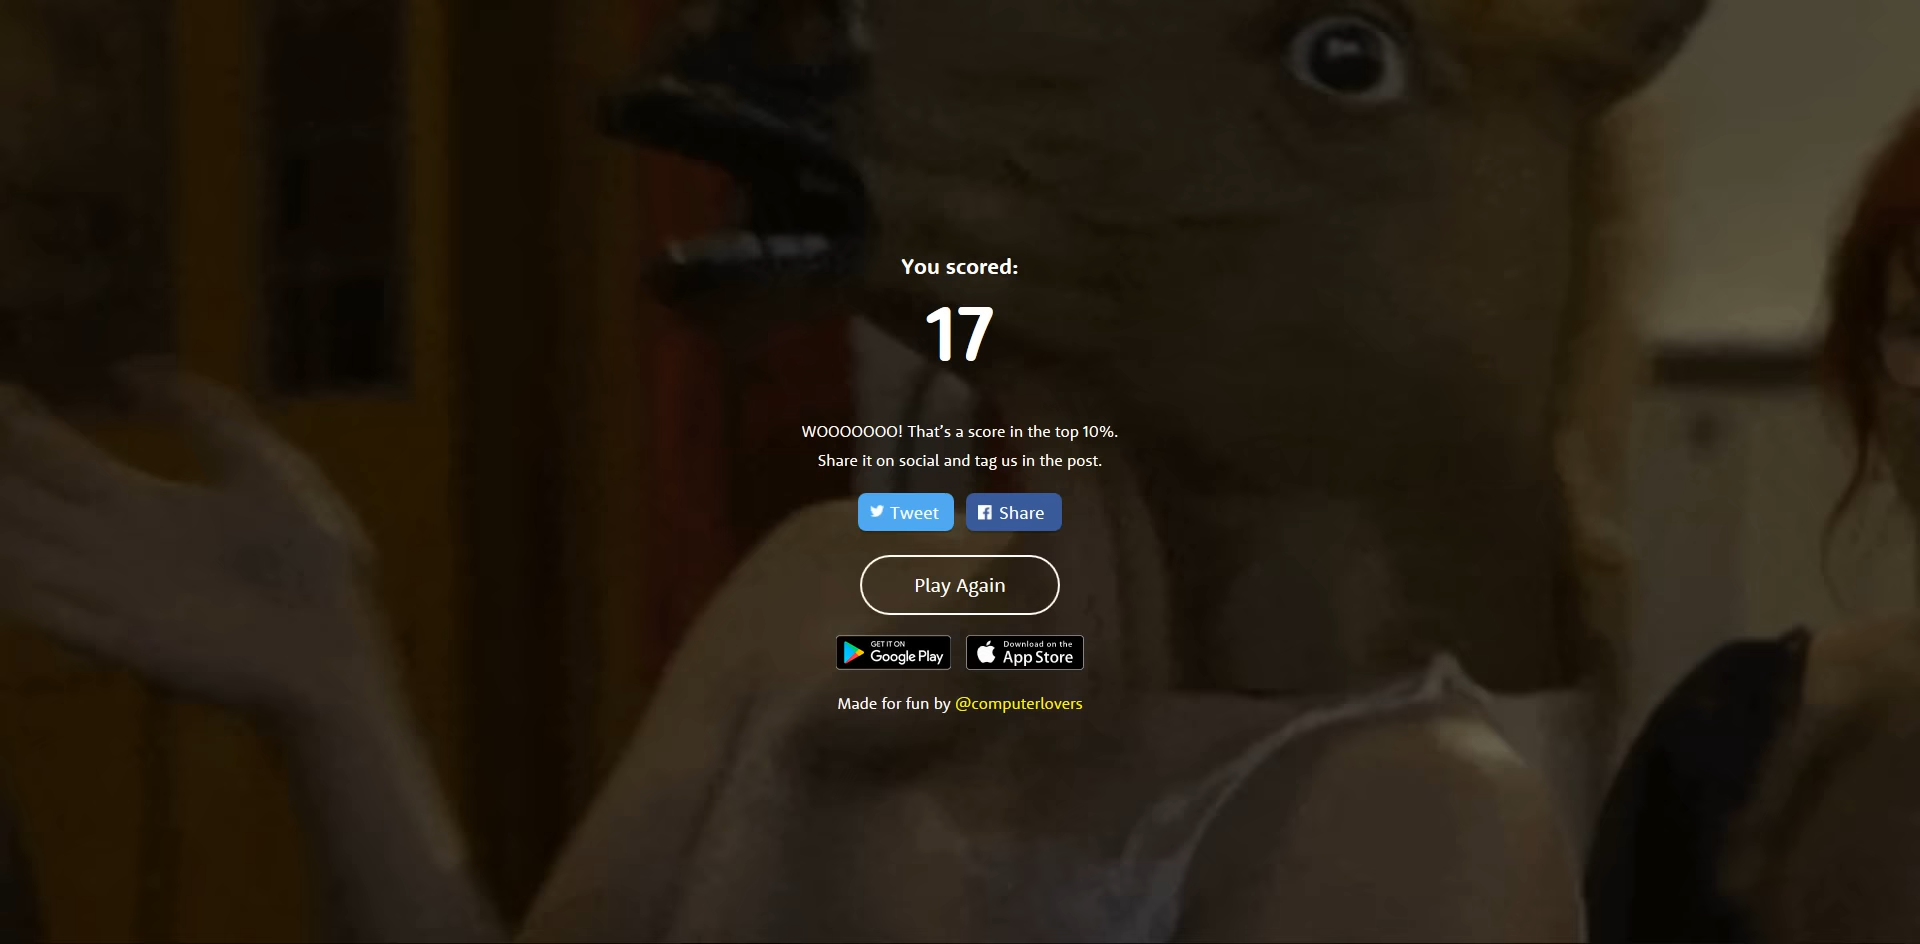 You scored:
17
WOOOOOOO! That's a score in the top 10%.
Share it on social and tag us in the post.
Tweet
Share
Play Again
GET IT ON
Google Play
Download on the
App Store
Made for fun by @computerlovers